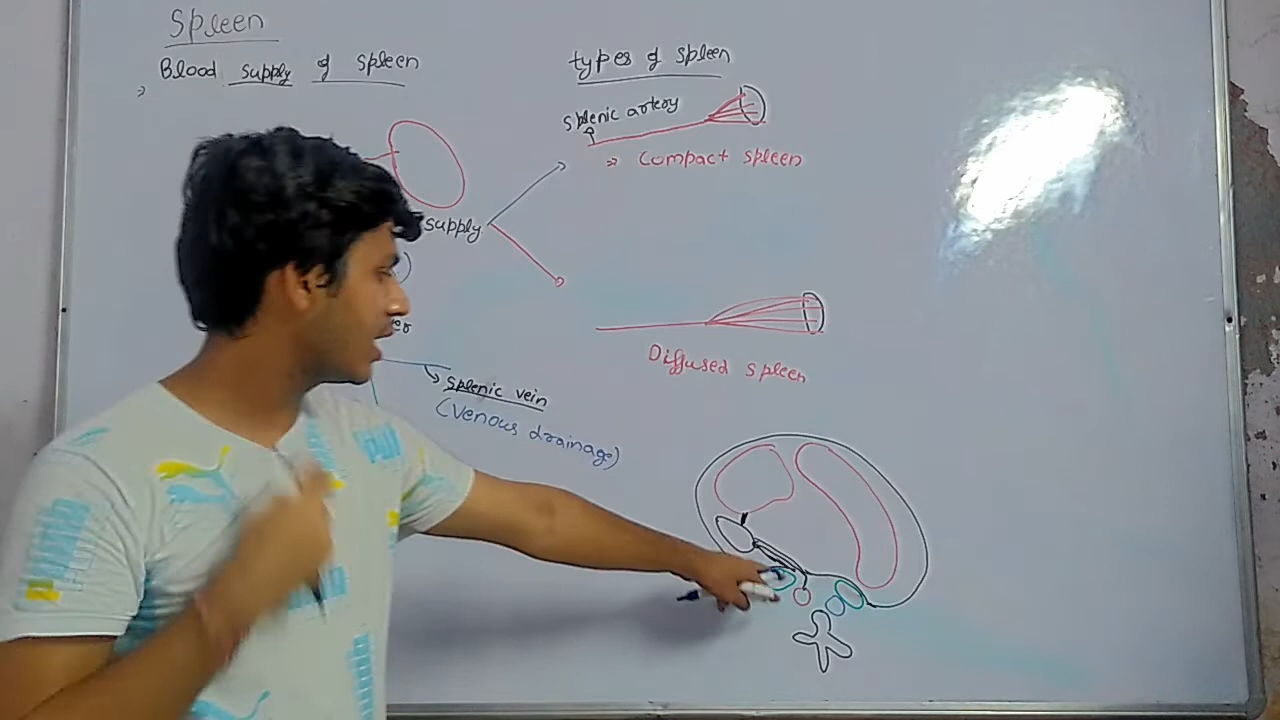 Spleen
Blood supply of spleen
supply
splenic vein
(Venous drainage)
types of spleen
splenic artery
=> Compact spleen
Diffused spleen